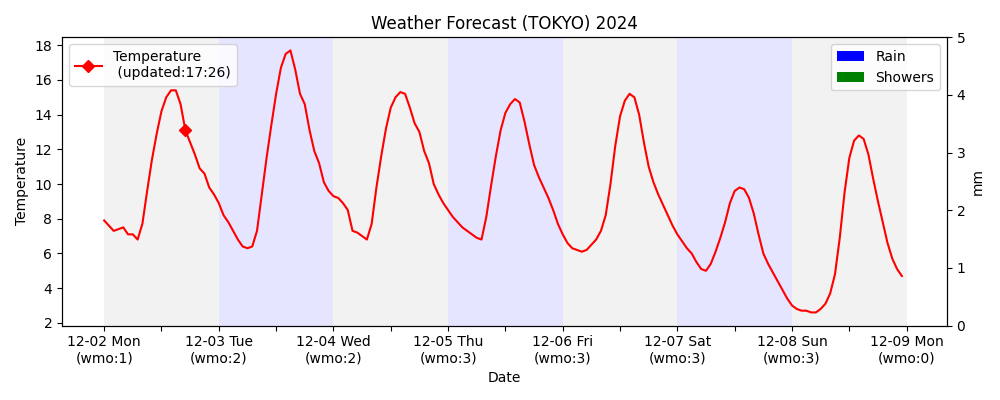 Weather Forecast (TOKYO) 2024
Temperature
(updated:17:26)
Rain
Showers
18
16
14
12
10
8
6
4
2
Temperature
5
4
3
2
1
0
mm
12-02 Mon
(wmo:1)
12-03 Tue
(wmo:2)
12-04 Wed
(wmo:2)
12-05 Thu
(wmo:3)
12-06 Fri
(wmo:3)
12-07 Sat
(wmo:3)
12-08 Sun
(wmo:3)
12-09 Mon
(wmo:0)
Date